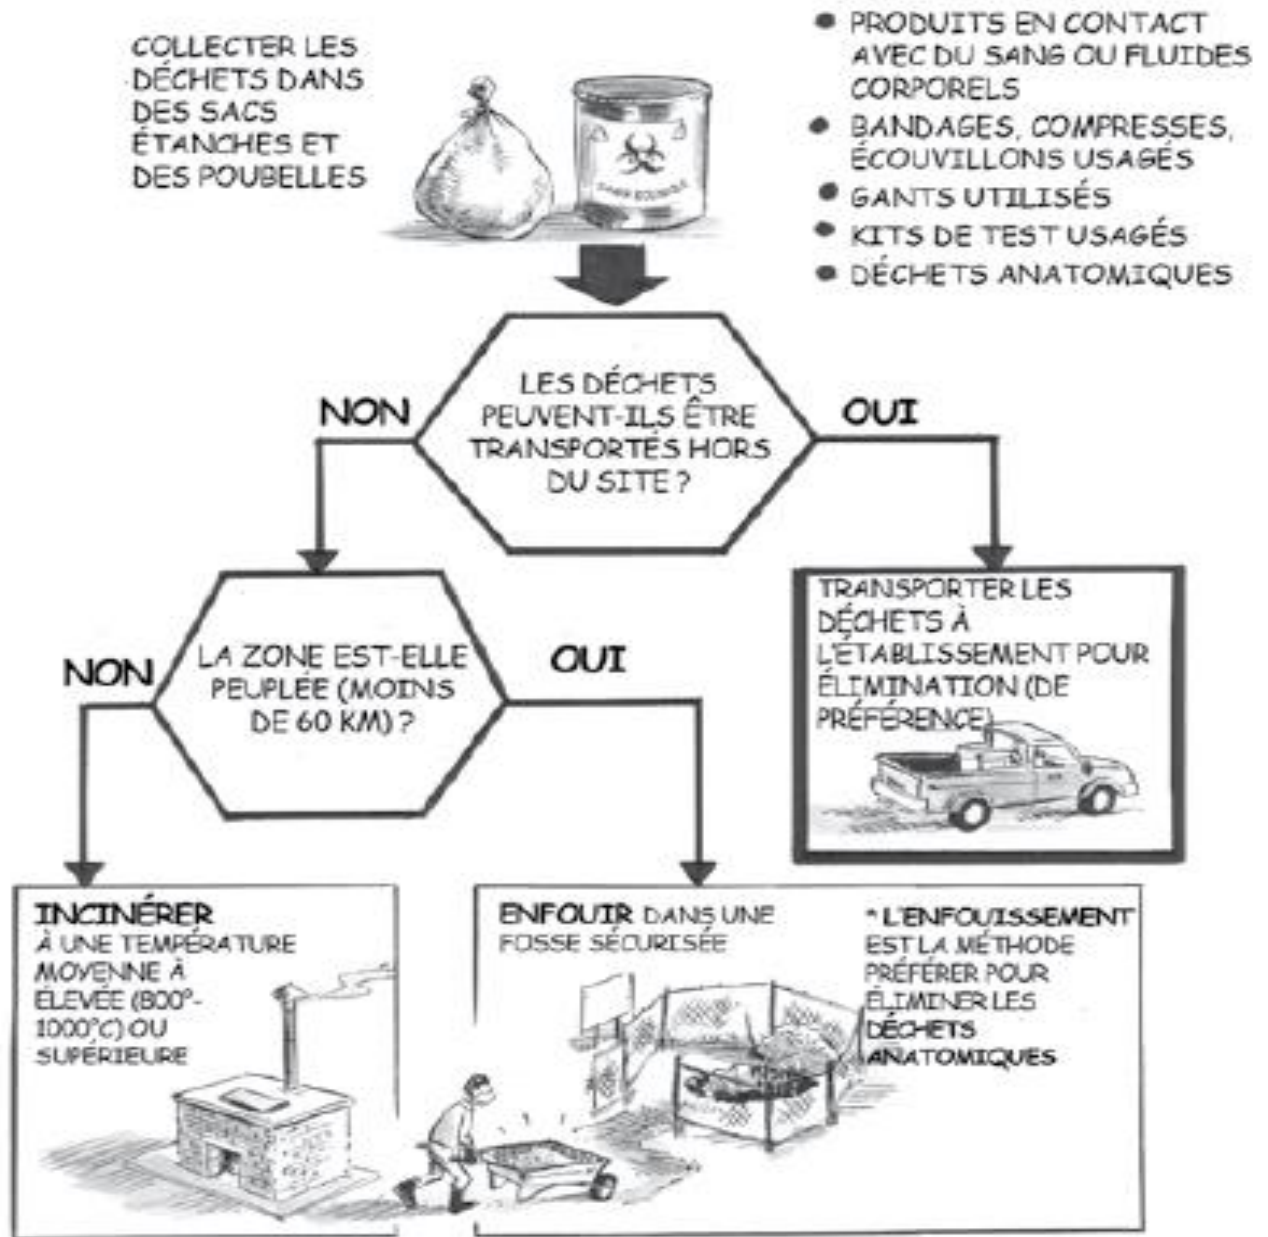 COLLECTER LES
DÉCHETS DANS
DES SACS
ÉTANCHES ET
DES POUBELLES
• PRODUITS EN CONTACT
AVEC DU SANG OU FLUIDES
CORPORELS
• BANDAGES, COMPRESSES,
ÉCOUVILLONS USAGÉS
• GANTS UTILISÉS
• KITS DE TEST USAGÉS
• DÉCHETS ANATOMIQUES
LES DÉCHETS
PEUVENT-ILS ÊTRE
TRANSPORTÉS HORS
DU SITE ?
NON
OUI
TRANSPORTER LES
DÉCHETS À
L'ÉTABLISSEMENT POUR
ÉLIMINATION (DE
PRÉFÉRENCE)
LA ZONE EST-ELLE
PEUPLÉE (MOINS
DE 60 KM) ?
NON
OUI
INCINÉRER
À UNE TEMPÉRATURE
MOYENNE À
ÉLEVÉE (800°-
1000°C) OU
SUPÉRIEURE
ENFOUIR DANS UNE
FOSSE SÉCURISÉE
* L'ENFOUISSEMENT
EST LA MÉTHODE
PRÉFÉRER POUR
ÉLIMINER LES
DÉCHETS
ANATOMIQUES